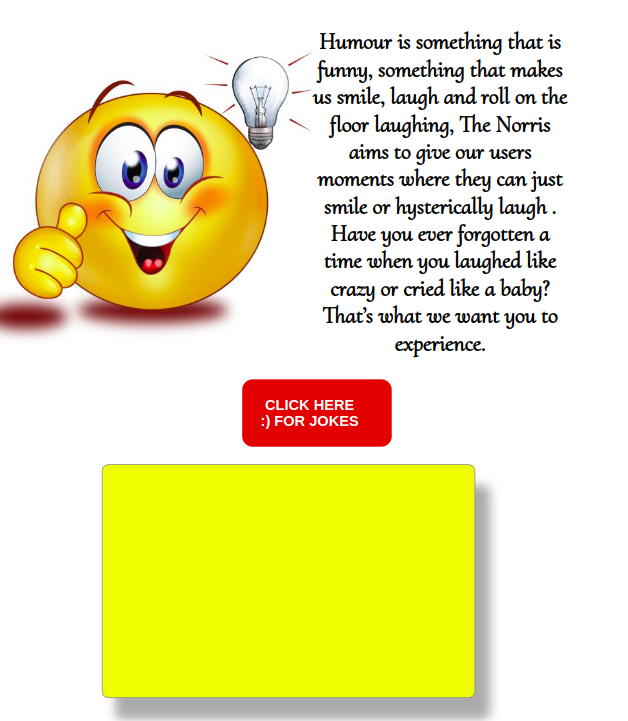 Humour is something that is
funny, something that makes
us smile, laugh and roll on the
floor laughing, The Norris
aims to give our users
moments where they can just
smile or hysterically laugh .
Have you ever forgotten a
time when you laughed like
crazy or cried like a baby?
That's what we want you to
experience.
CLICK HERE
:) FOR JOKES